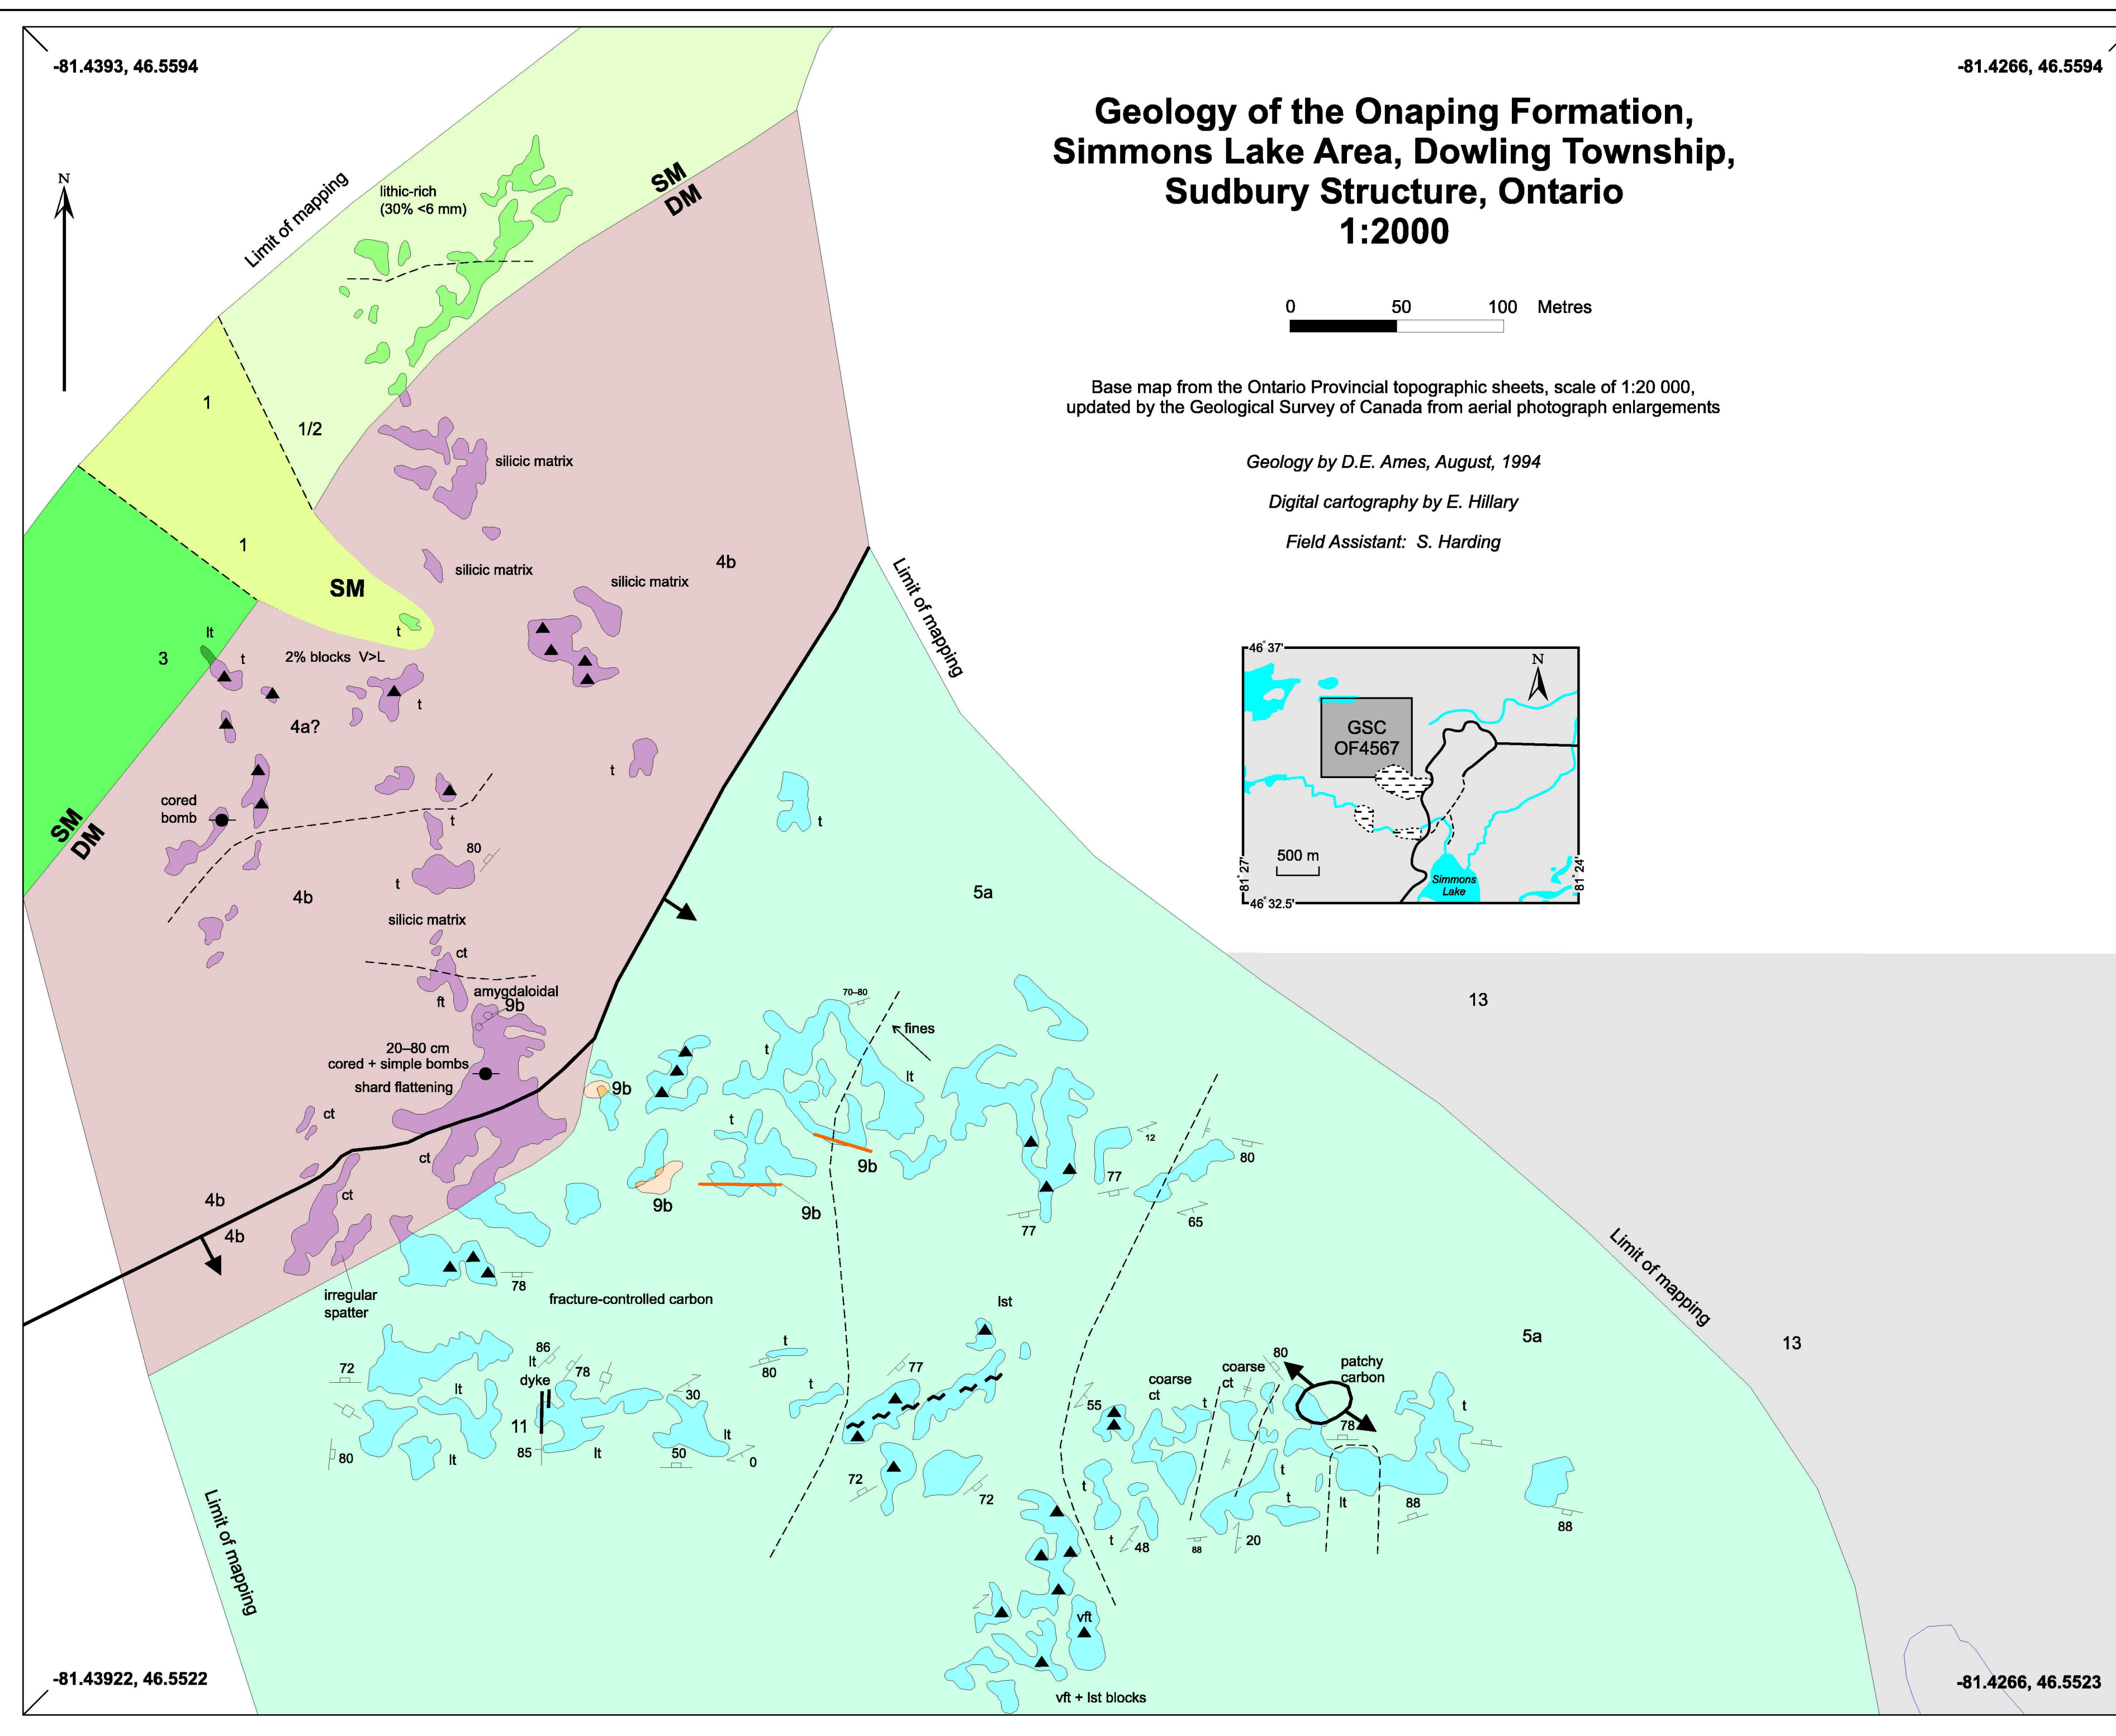 -81.4393, 46.5594
-81.4266, 46.5594
Geology of the Onaping Formation,
Simmons Lake Area, Dowling Township,
Sudbury Structure, Ontario
1:2000
0 50 100 Metres
Base map from the Ontario Provincial topographic sheets, scale of 1:20 000,
updated by the Geological Survey of Canada from aerial photograph enlargements
Geology by D.E. Ames, August, 1994
Digital cartography by E. Hillary
Field Assistant: S. Harding
N
Limit of mapping
lithic-rich
(30% <6 mm)
SM
DM
1
1/2
silicic matrix
1
silicic matrix
4b
SM
silicic matrix
Limit of mapping
t
lt
3
t
2% blocks V>L
t
4a?
t
46°37'
N
GSC
OF4567
500 m
Simmons
Lake
81°27'
81°24'
46°32.5'
cored
bomb
SM
DM
t
t
80
t
4b
5a
silicic matrix
ct
ft
amygdaloidal
9b
70–80
fines
13
20–80 cm
cored + simple bombs
shard flattening
t
lt
9b
ct
t
12
80
ct
9b
77
ct
4b
9b
9b
65
77
4b
78
irregular
spatter
fracture-controlled carbon
lst
Limit of mapping
5a
13
86
lt
78
72
dyke
t
80
77
80
patchy
carbon
coarse
ct
coarse
ct
30
t
55
t
t
lt
11
78
lt
85
lt
50
0
80
lt
72
72
t
t
t
lt
88
88
t
48
88
20
Limit of mapping
vft
vft + lst blocks
-81.43922, 46.5522
-81.4266, 46.5523